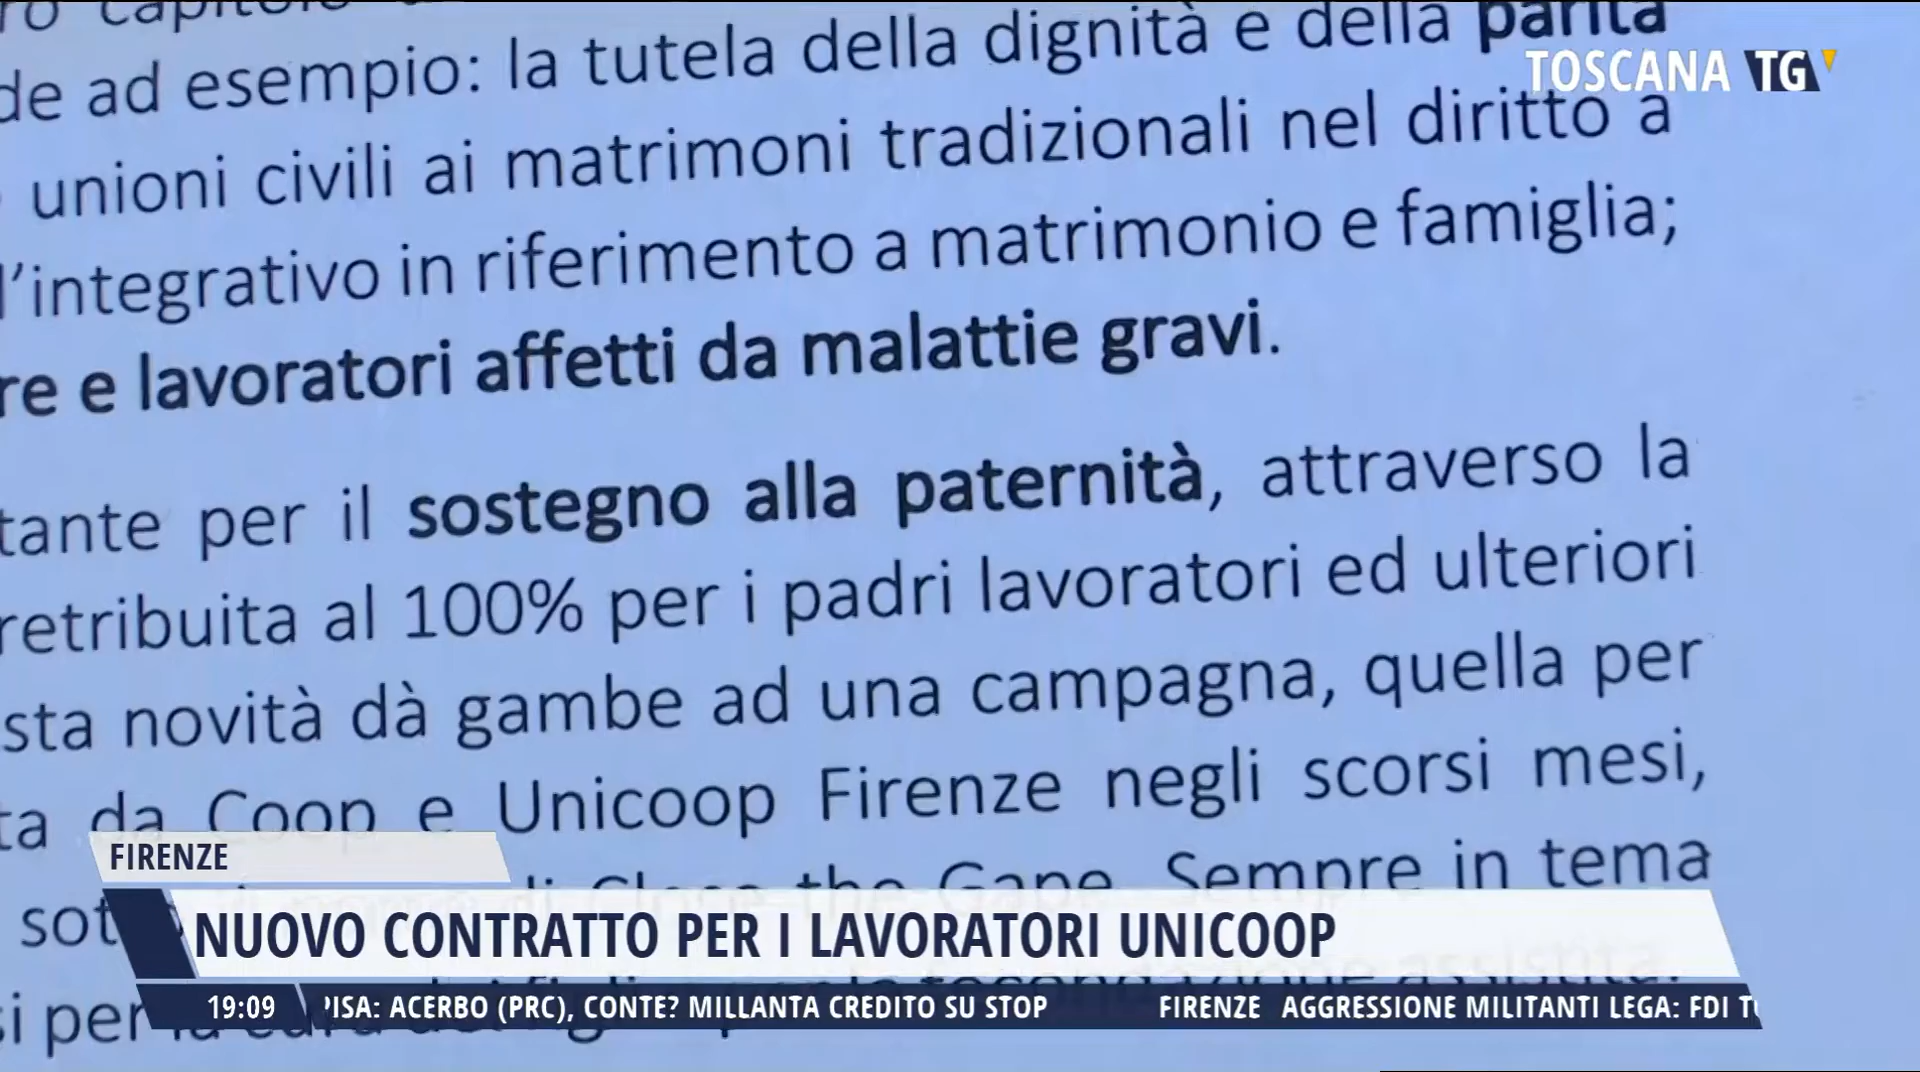 de ad esempio: la tutela della dignità e della parità
TOSCANA TG
unioni civili ai matrimoni tradizionali nel diritto a
l'integrativo in riferimento a matrimonio e famiglia;
re e lavoratori affetti da malattie gravi.
tante per il sostegno alla paternità, attraverso la
retribuita al 100% per i padri lavoratori ed ulteriori
sta novità dà gambe ad una campagna, quella per
ta da Coop e Unicoop Firenze negli scorsi mesi,
Sempre in tema
FIRENZE
NUOVO CONTRATTO PER I LAVORATORI UNICOOP
19:09 PISA: ACERBO (PRC), CONTE? MILLANTA CREDITO SU STOP FIRENZE AGGRESSIONE MILITANTI LEGA: FDI